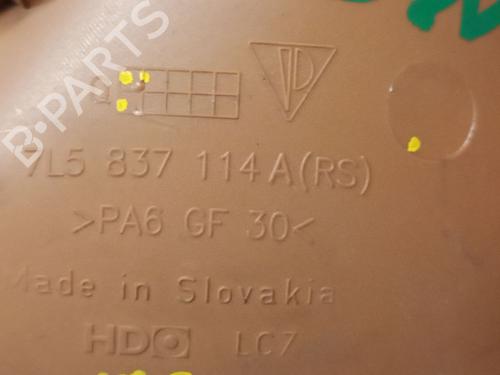 B-PARTS
7L5 837 114A(RS)
>PA6 GF 30<
Made in Slovakia
HDO LC7